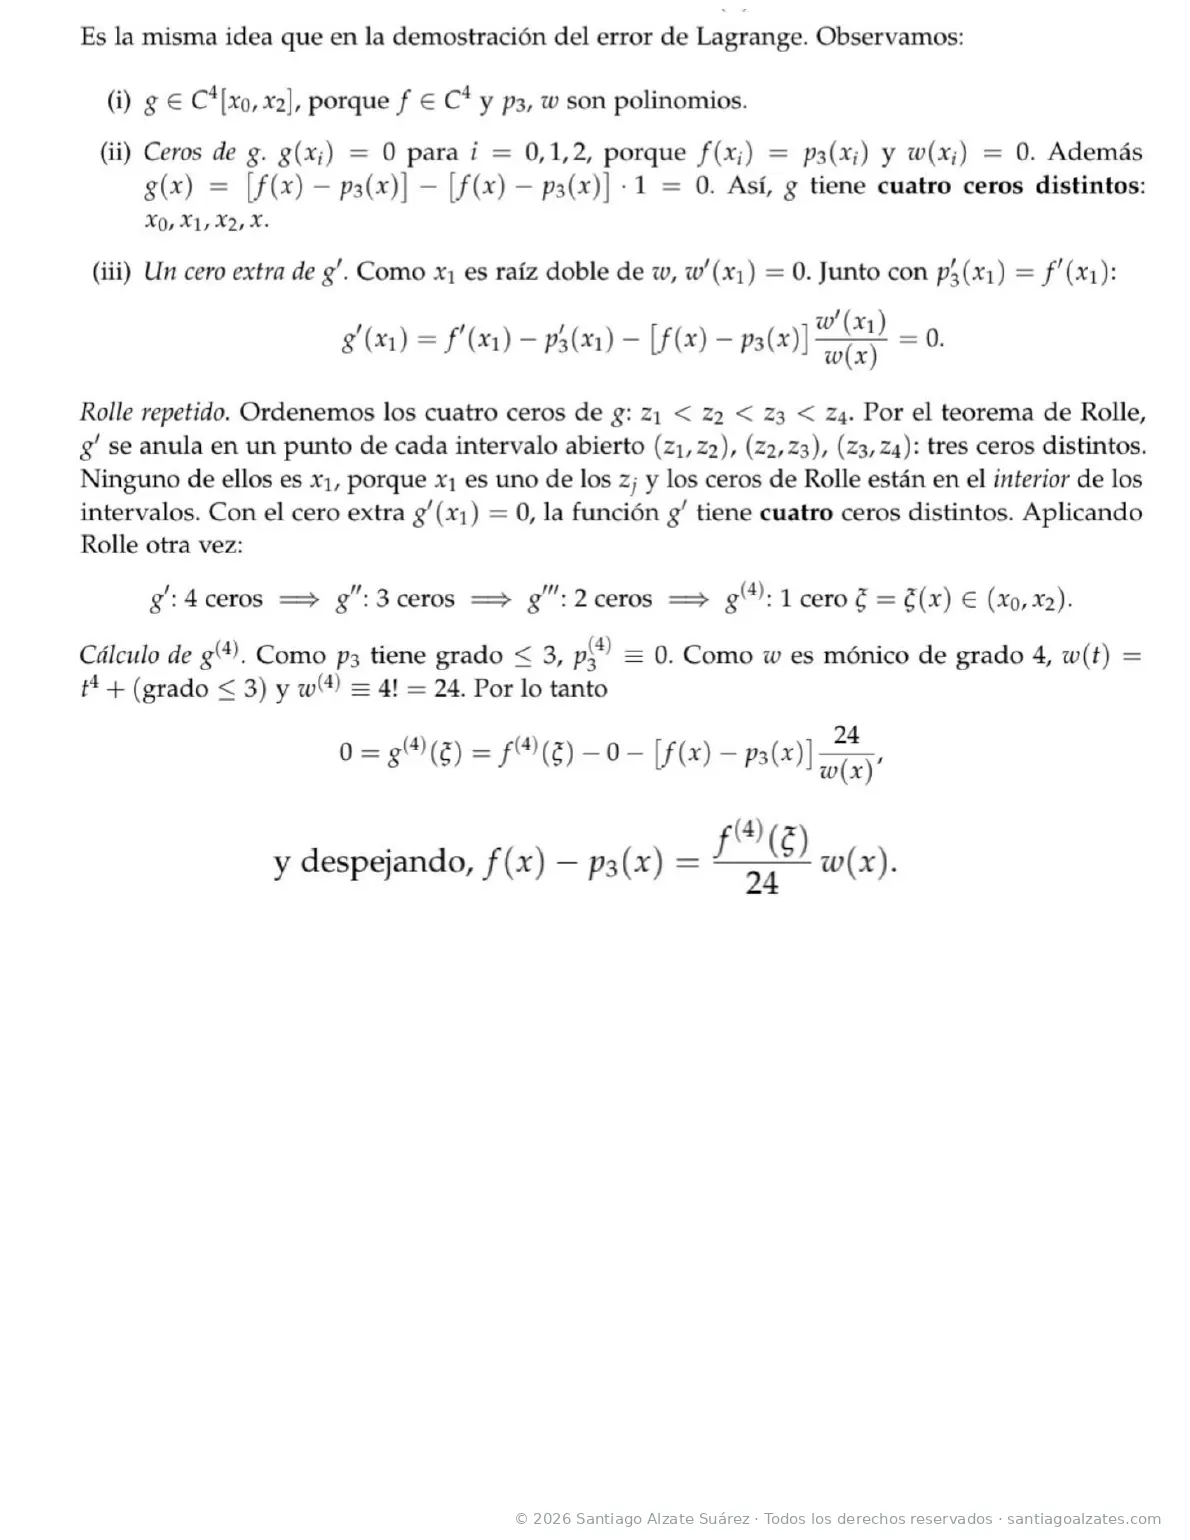 Es la misma idea que en la demostración del error de Lagrange. Observamos:
(i) g ∈ C⁴[x₀, x₂], porque f ∈ C⁴ y p₃, w son polinomios.
(ii) Ceros de g. g(xᵢ) = 0 para i = 0, 1, 2, porque f(xᵢ) = p₃(xᵢ) y w(xᵢ) = 0. Además
g(x) = [f(x) − p₃(x)] − [f(x) − p₃(x)] · 1 = 0. Así, g tiene cuatro ceros distintos:
x₀, x₁, x₂, x.
(iii) Un cero extra de g′. Como x₁ es raíz doble de w, w′(x₁) = 0. Junto con p₃′(x₁) = f′(x₁):
g′(x₁) = f′(x₁) − p₃′(x₁) − [f(x) − p₃(x)] w′(x₁)/w(x) = 0.
Rolle repetido. Ordenemos los cuatro ceros de g: z₁ < z₂ < z₃ < z₄. Por el teorema de Rolle,
g′ se anula en un punto de cada intervalo abierto (z₁, z₂), (z₂, z₃), (z₃, z₄): tres ceros distintos.
Ninguno de ellos es x₁, porque x₁ es uno de los zⱼ y los ceros de Rolle están en el interior de los
intervalos. Con el cero extra g′(x₁) = 0, la función g′ tiene cuatro ceros distintos. Aplicando
Rolle otra vez:
g′: 4 ceros ⟹ g″: 3 ceros ⟹ g‴: 2 ceros ⟹ g⁽⁴⁾: 1 cero ξ = ξ(x) ∈ (x₀, x₂).
Cálculo de g⁽⁴⁾. Como p₃ tiene grado ≤ 3, p₃⁽⁴⁾ ≡ 0. Como w es mónico de grado 4, w(t) =
t⁴ + (grado ≤ 3) y w⁽⁴⁾ ≡ 4! = 24. Por lo tanto
0 = g⁽⁴⁾(ξ) = f⁽⁴⁾(ξ) − 0 − [f(x) − p₃(x)] 24/w(x),
y despejando, f(x) − p₃(x) = f⁽⁴⁾(ξ)/24 w(x).
© 2026 Santiago Alzate Suárez · Todos los derechos reservados · santiagoalzates.com